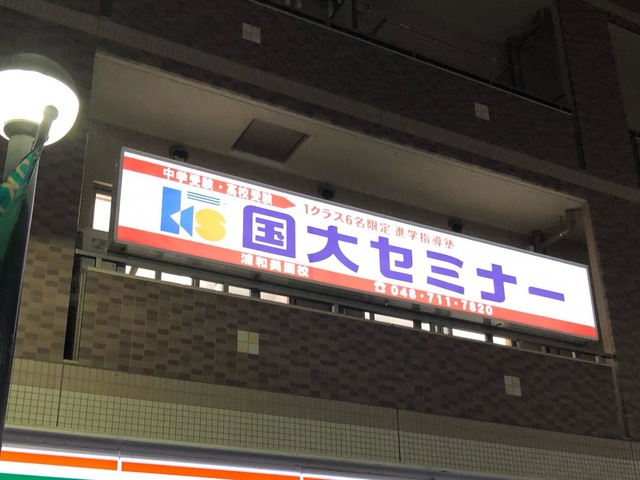 中学受験・高校受験
1クラス6名限定 進学指導塾
KS 国大セミナー
浦和美園校
☎048・711・7820